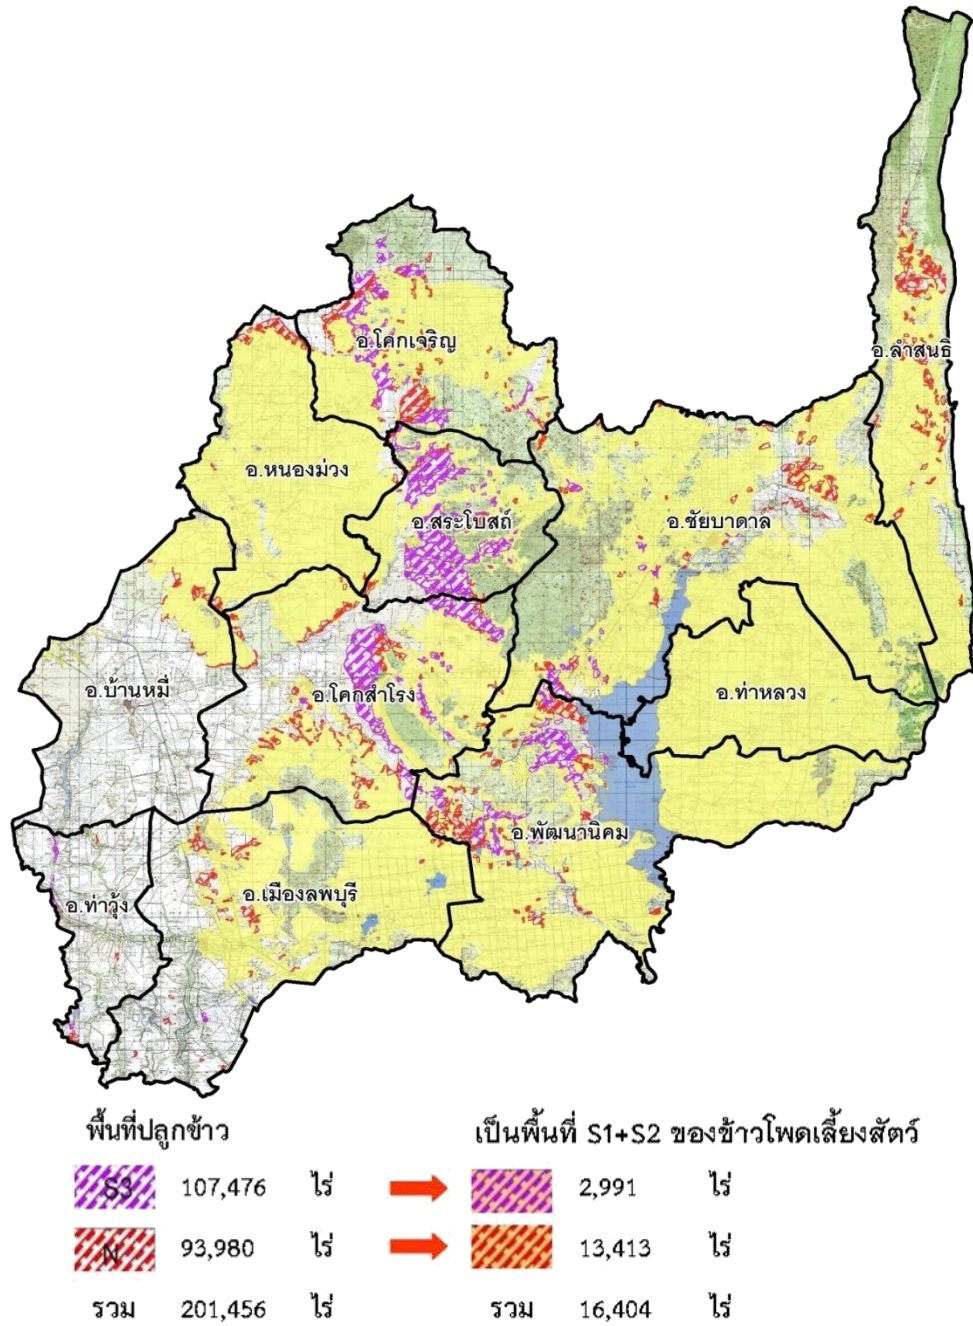 อ.ลำสนธิ
อ.โคกเจริญ
อ.หนองม่วง
อ.สระโบสถ์
อ.ชัยบาดาล
อ.บ้านหมี่
อ.โคกสำโรง
อ.ท่าหลวง
อ.พัฒนานิคม
อ.ท่าวุ้ง
อ.เมืองลพบุรี
พื้นที่ปลูกข้าว เป็นพื้นที่ S1+S2 ของข้าวโพดเลี้ยงสัตว์
S3 107,476 ไร่ 2,991 ไร่
N 93,980 ไร่ 13,413 ไร่
รวม 201,456 ไร่ รวม 16,404 ไร่